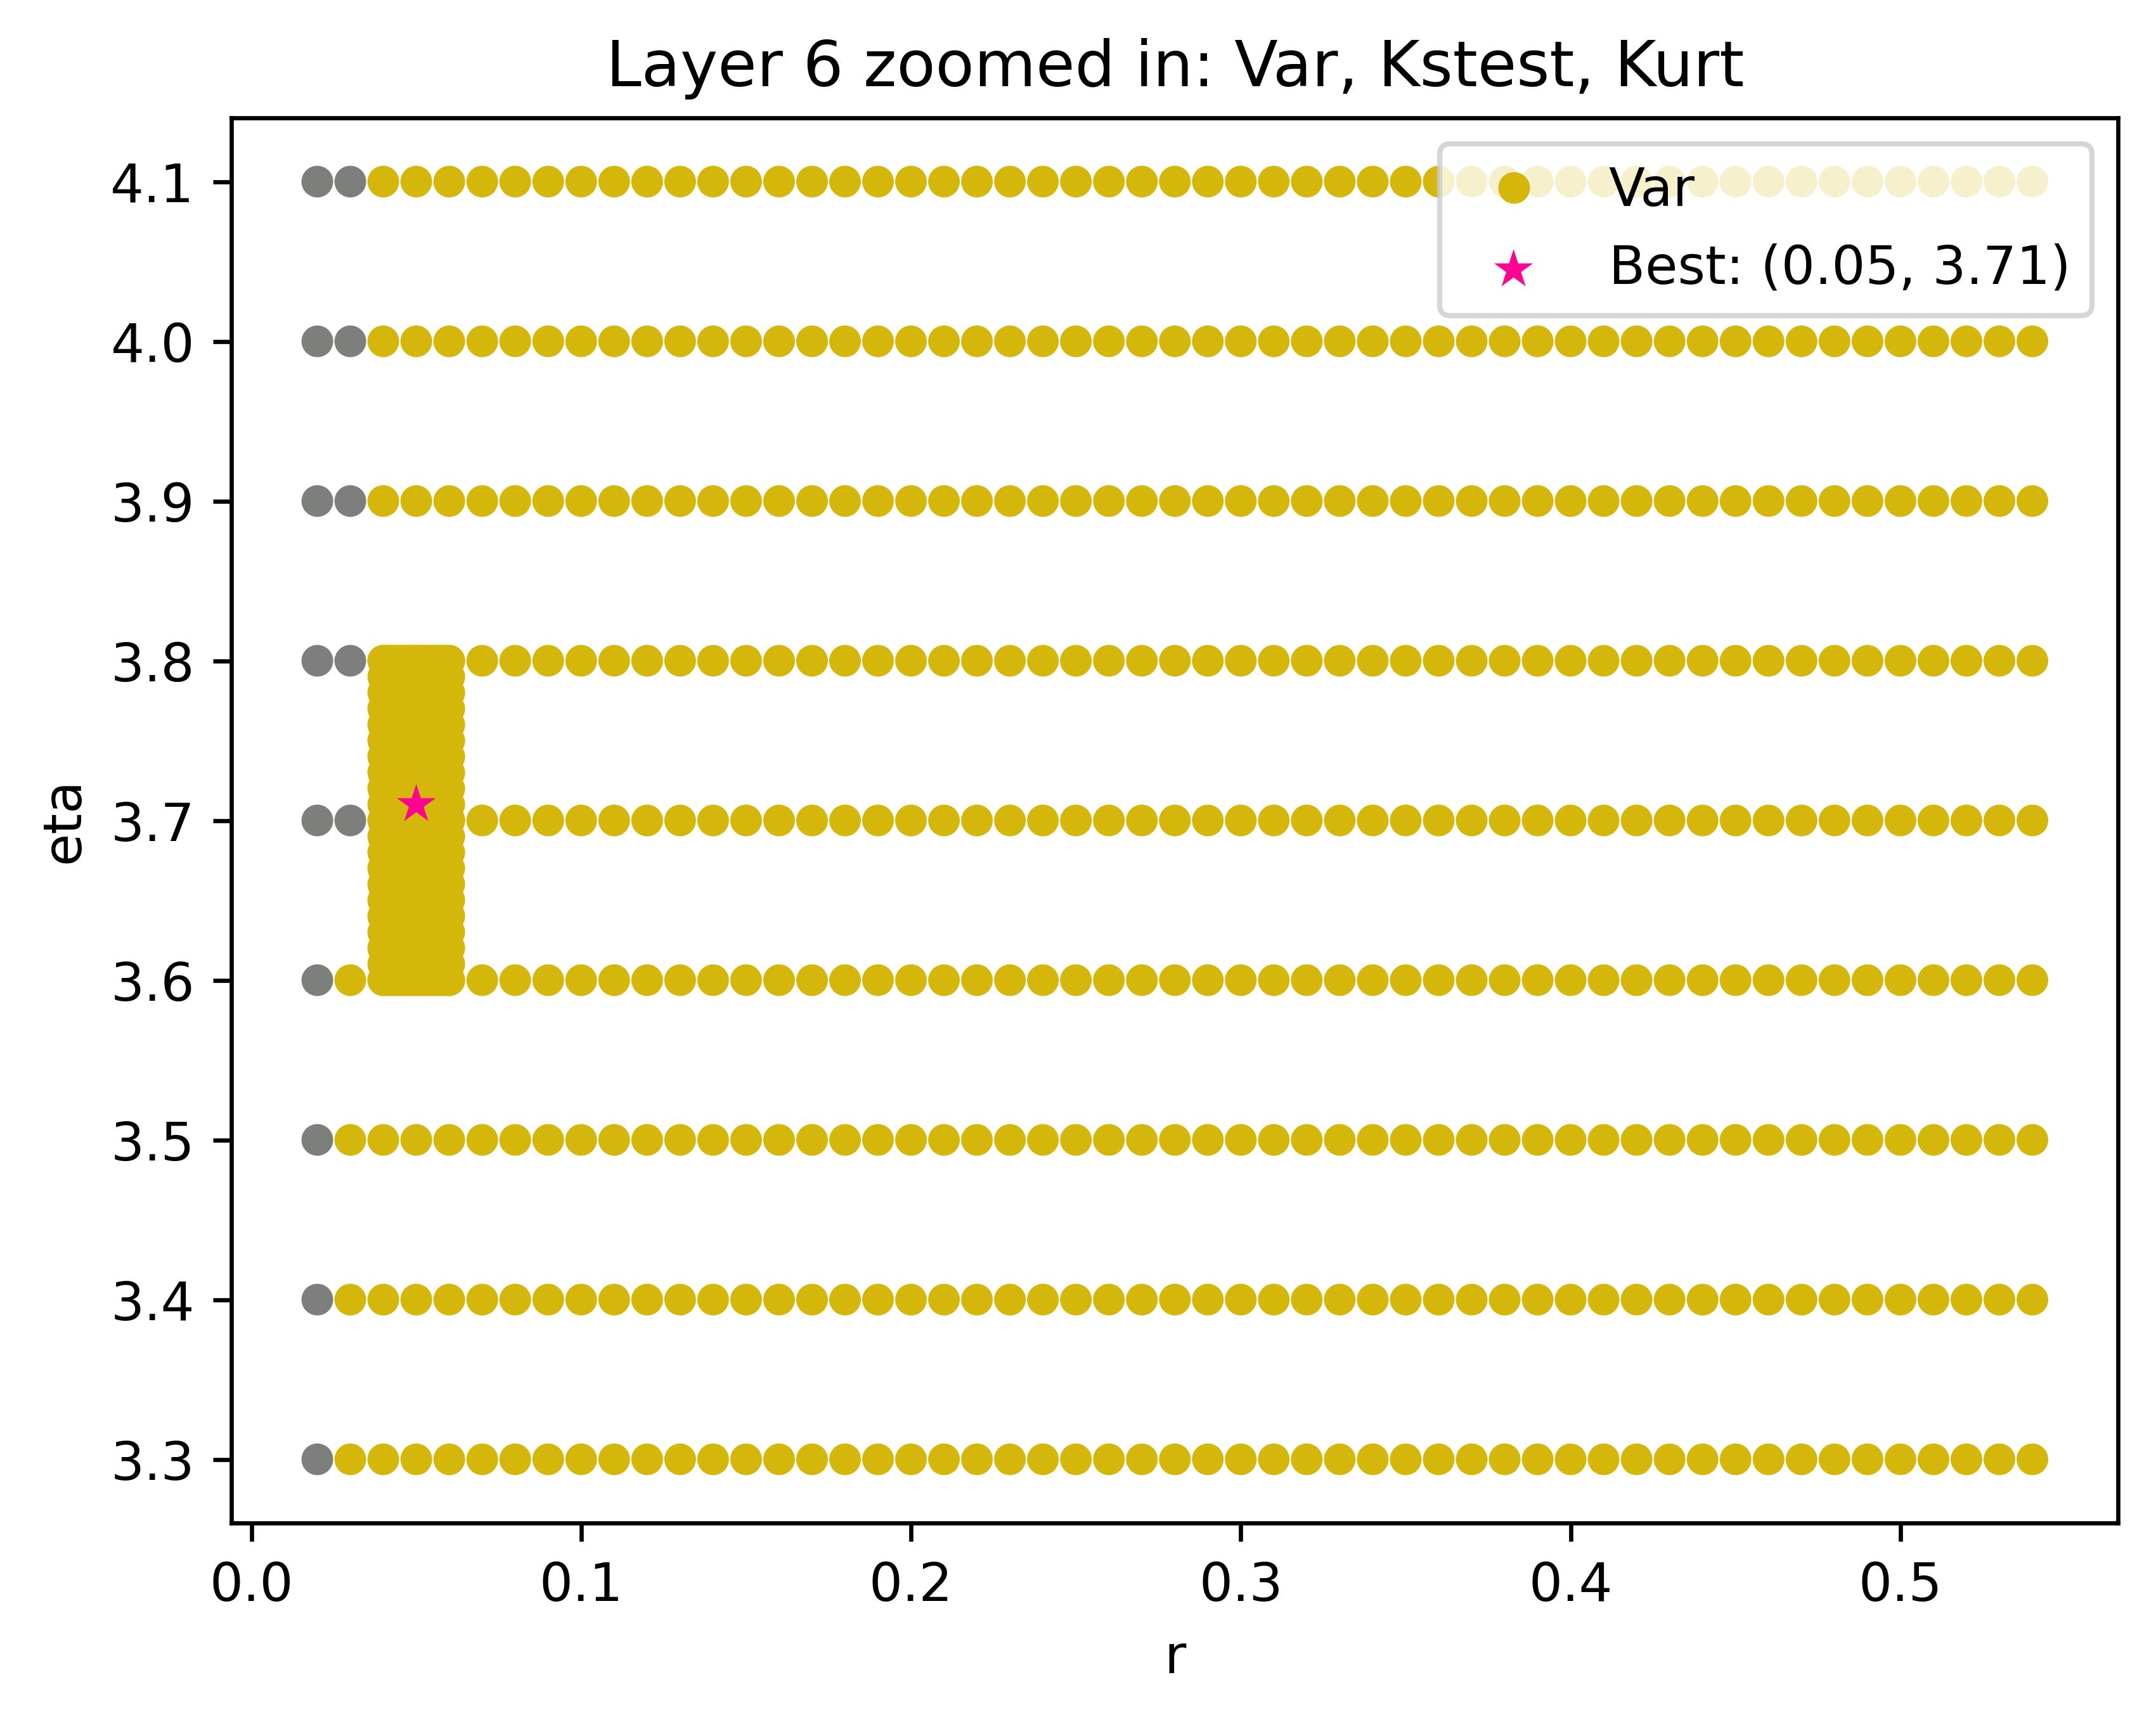 Layer 6 zoomed in: Var, Kstest, Kurt
Var
Best: (0.05, 3.71)
4.1
4.0
3.9
3.8
3.7
3.6
3.5
3.4
3.3
eta
0.0 0.1 0.2 0.3 0.4 0.5
r